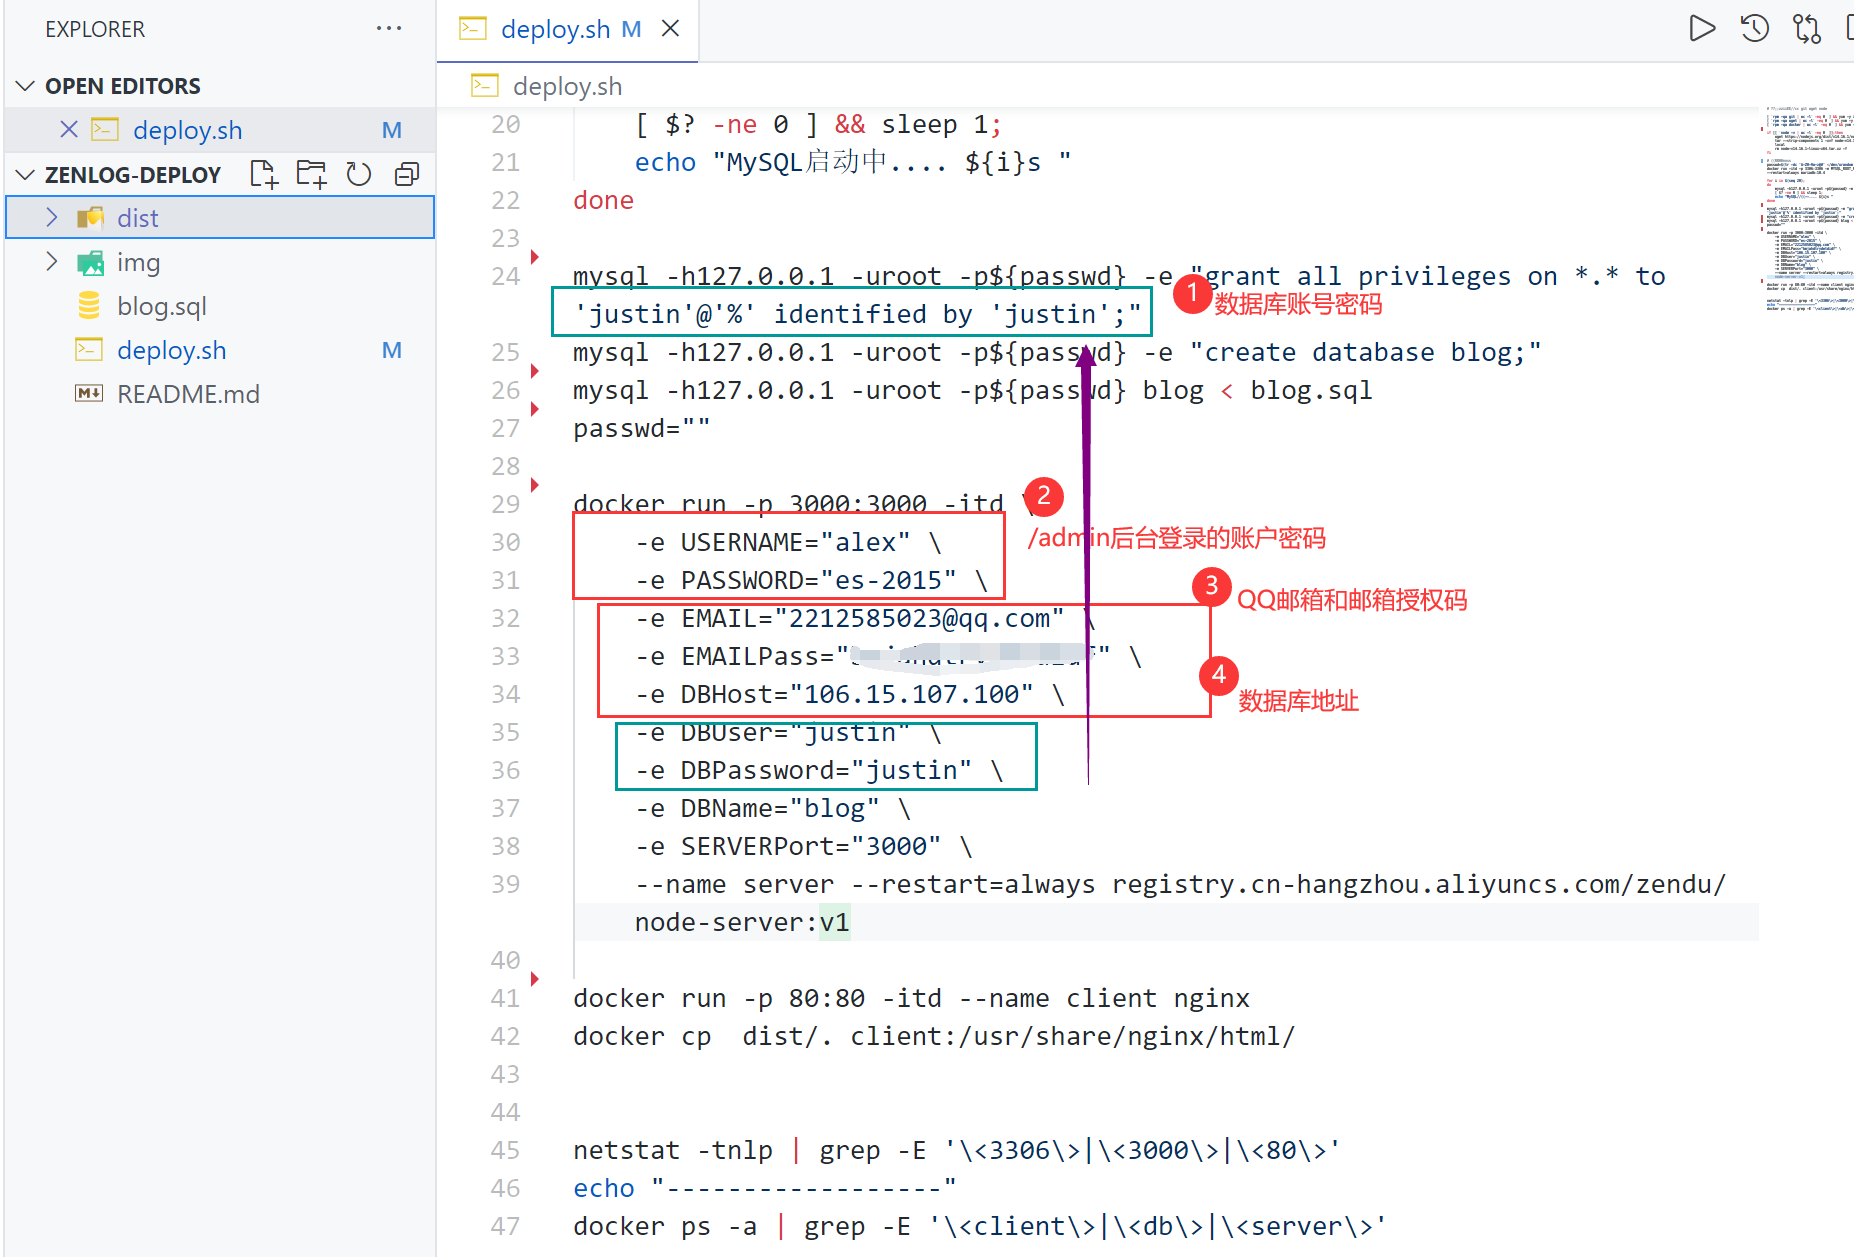 EXPLORER
OPEN EDITORS
deploy.sh M
ZENLOG-DEPLOY
dist
img
blog.sql
deploy.sh M
README.md
deploy.sh M
deploy.sh
20 [ $? -ne 0 ] && sleep 1;
21 echo "MySQL启动中.... ${i}s "
22 done
23
24 mysql -h127.0.0.1 -uroot -p${passwd} -e "grant all privileges on *.* to
'justin'@'%' identified by 'justin';"
1 数据库账号密码
25 mysql -h127.0.0.1 -uroot -p${passwd} -e "create database blog;"
26 mysql -h127.0.0.1 -uroot -p${passwd} blog < blog.sql
27 passwd=""
28
29 docker run -p 3000:3000 -itd \
2 /admin后台登录的账户密码
30 -e USERNAME="alex" \
31 -e PASSWORD="es-2015" \
3 QQ邮箱和邮箱授权码
32 -e EMAIL="2212585023@qq.com" \
33 -e EMAILPass=" " \
34 -e DBHost="106.15.107.100" \
4 数据库地址
35 -e DBUser="justin" \
36 -e DBPassword="justin" \
37 -e DBName="blog" \
38 -e SERVERPort="3000" \
39 --name server --restart=always registry.cn-hangzhou.aliyuncs.com/zendu/
node-server:v1
40
41 docker run -p 80:80 -itd --name client nginx
42 docker cp  dist/. client:/usr/share/nginx/html/
43
44
45 netstat -tnlp | grep -E '\<3306\>|\<3000\>|\<80\>'
46 echo "------------------"
47 docker ps -a | grep -E '\<client\>|\<db\>|\<server\>'